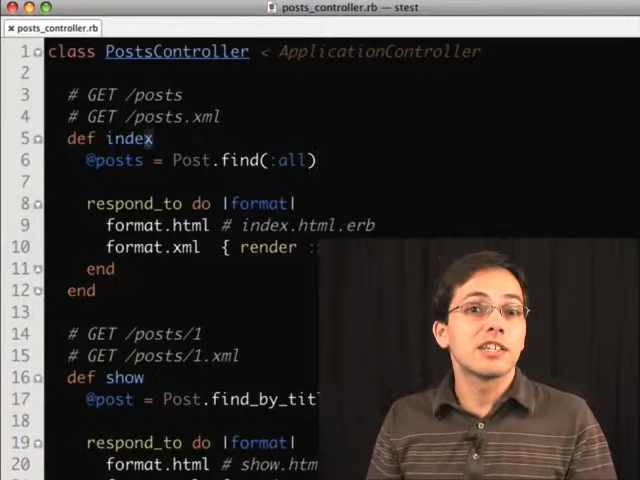 posts_controller.rb — stest
posts_controller.rb
1 class PostsController < ApplicationController
2
3 # GET /posts
4 # GET /posts.xml
5 def index
6 @posts = Post.find(:all)
7
8 respond_to do |format|
9 format.html # index.html.erb
10 format.xml { render :
11 end
12 end
13
14 # GET /posts/1
15 # GET /posts/1.xml
16 def show
17 @post = Post.find_by_tit
18
19 respond_to do |format|
20 format.html # show.htm